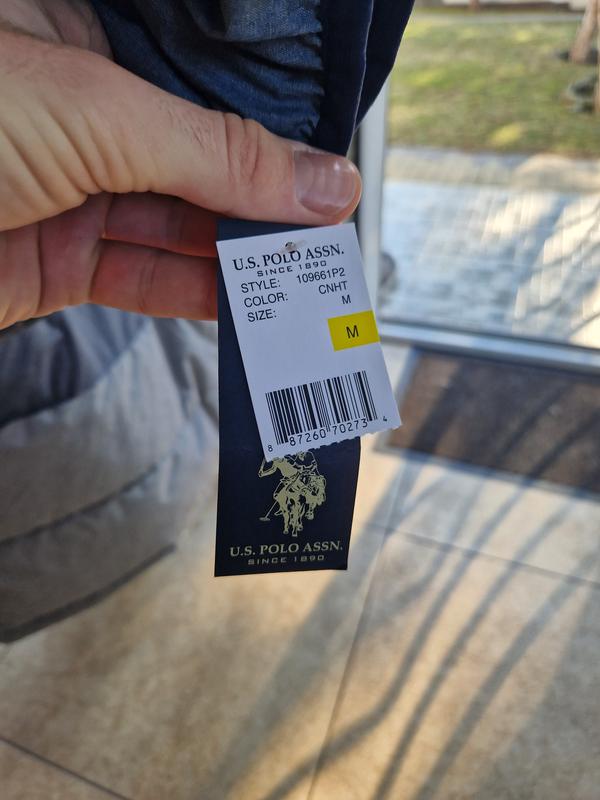 U.S. POLO ASSN.
SINCE 1890
STYLE: 109661P2
COLOR: CNHT
SIZE: M
M
8 87260 70273 4
U.S. POLO ASSN.
SINCE 1890